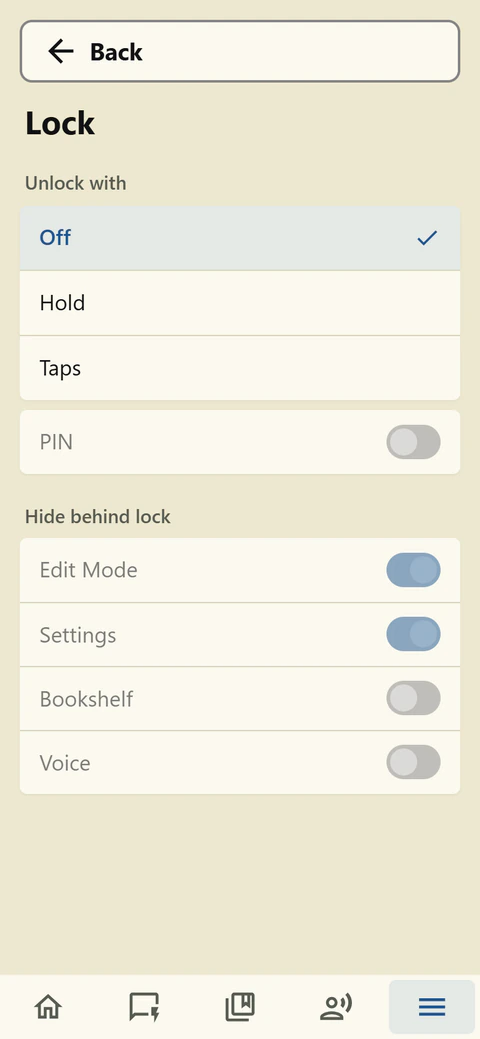 Back
Lock
Unlock with
Off
Hold
Taps
PIN
Hide behind lock
Edit Mode
Settings
Bookshelf
Voice